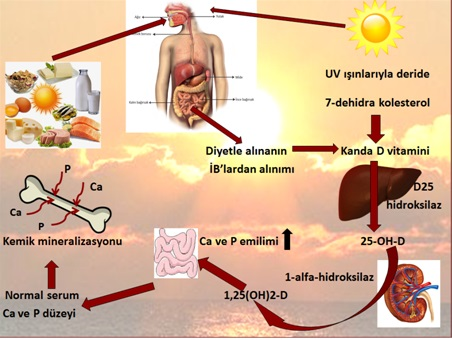 UV ışınlarıyla deride
7-dehidra kolesterol
Diyetle alınanın
İB'lardan alınımı
Kanda D vitamini
D25
hidroksilaz
25-OH-D
1-alfa-hidroksilaz
1,25(OH)2-D
Ca ve P emilimi
Normal serum
Ca ve P düzeyi
Kemik mineralizasyonu
P
Ca
Ca
P